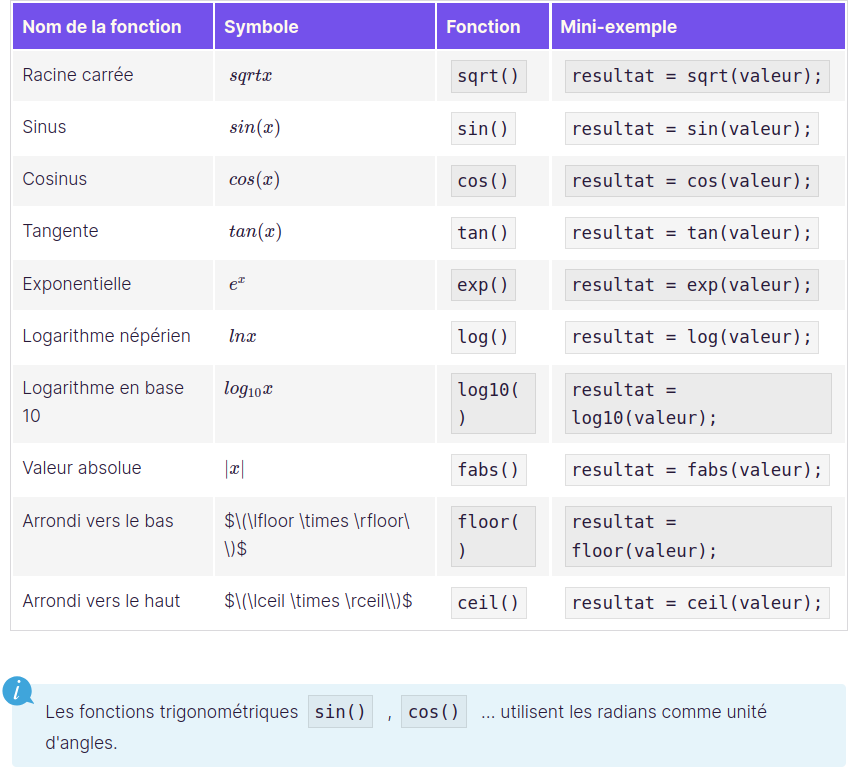 Nom de la fonction Symbole Fonction Mini-exemple
Racine carrée sqrtx sqrt() resultat = sqrt(valeur);
Sinus sin(x) sin() resultat = sin(valeur);
Cosinus cos(x) cos() resultat = cos(valeur);
Tangente tan(x) tan() resultat = tan(valeur);
Exponentielle eˣ exp() resultat = exp(valeur);
Logarithme népérien lnx log() resultat = log(valeur);
Logarithme en base log₁₀x log10( resultat =
10 ) log10(valeur);
Valeur absolue |x| fabs() resultat = fabs(valeur);
Arrondi vers le bas $\(\lfloor \times \rfloor\ floor( resultat =
\)$ ) floor(valeur);
Arrondi vers le haut $\(\lceil \times \rceil\\)$ ceil() resultat = ceil(valeur);
i
Les fonctions trigonométriques sin() , cos() ... utilisent les radians comme unité
d'angles.